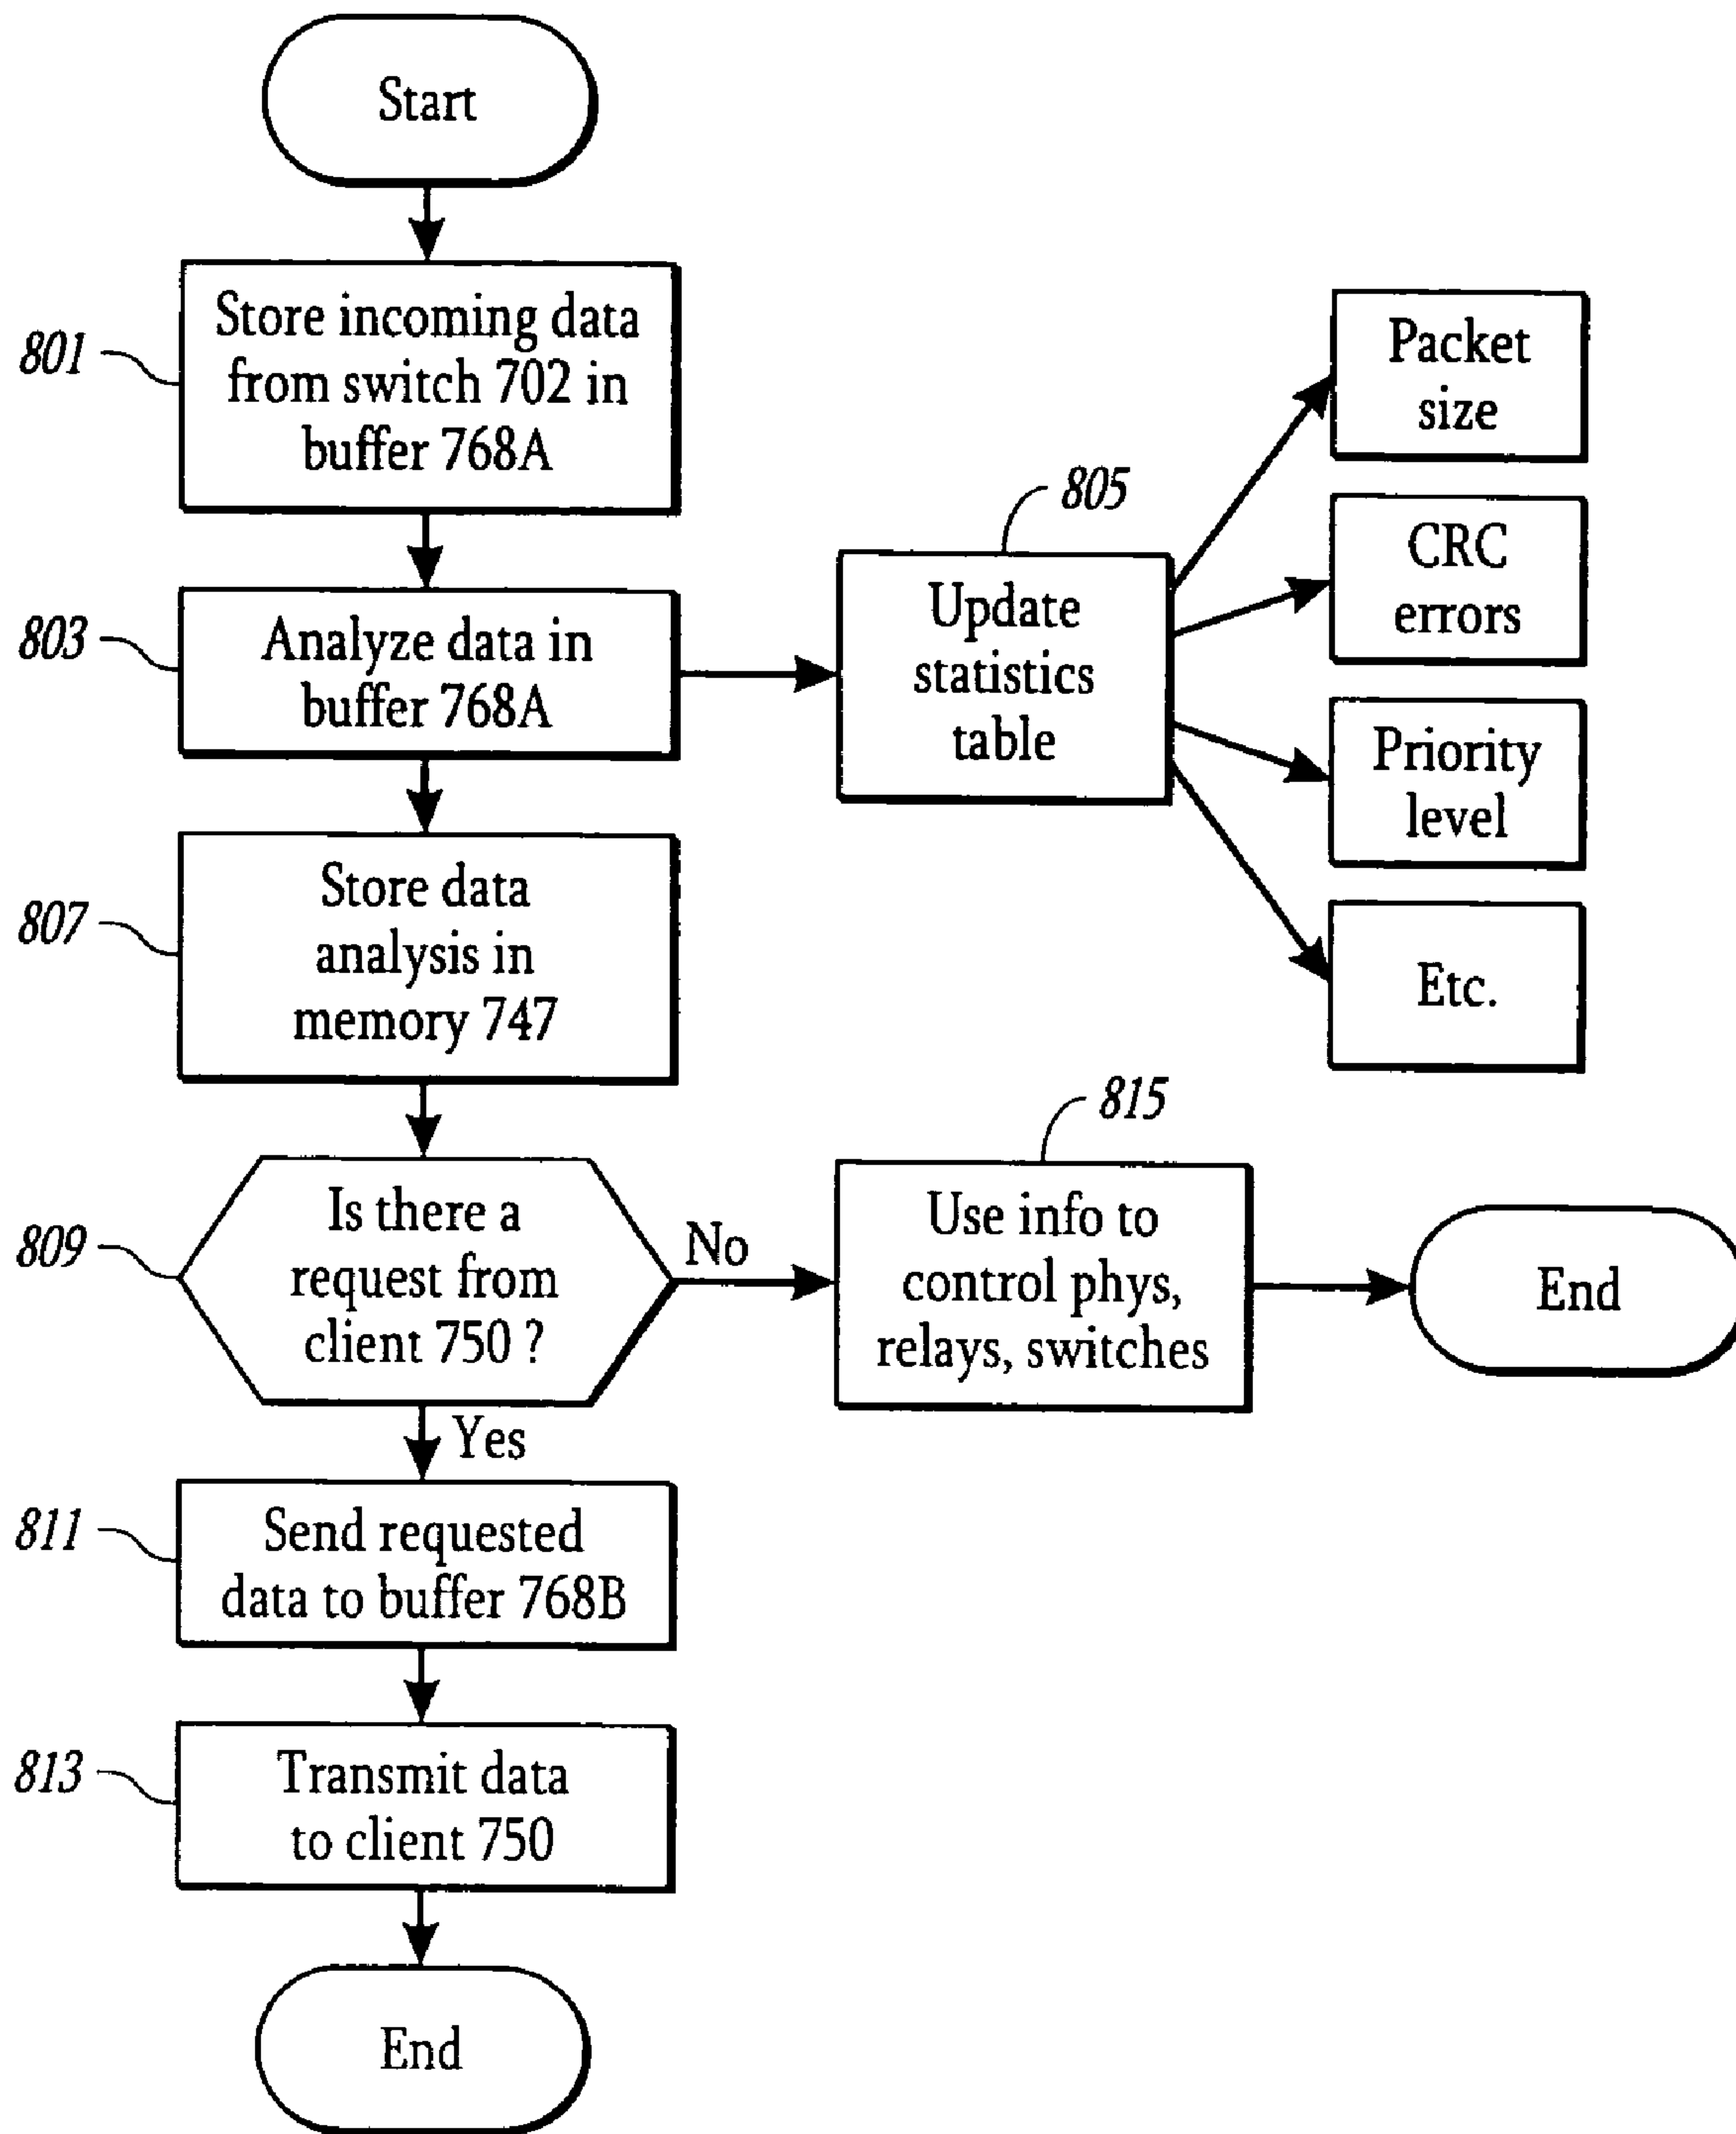 Start
801
Store incoming data
from switch 702 in
buffer 768A
803
Analyze data in
buffer 768A
805
Update
statistics
table
Packet
size
CRC
errors
Priority
level
Etc.
807
Store data
analysis in
memory 747
809
Is there a
request from
client 750 ?
No
815
Use info to
control phys,
relays, switches
End
Yes
811
Send requested
data to buffer 768B
813
Transmit data
to client 750
End